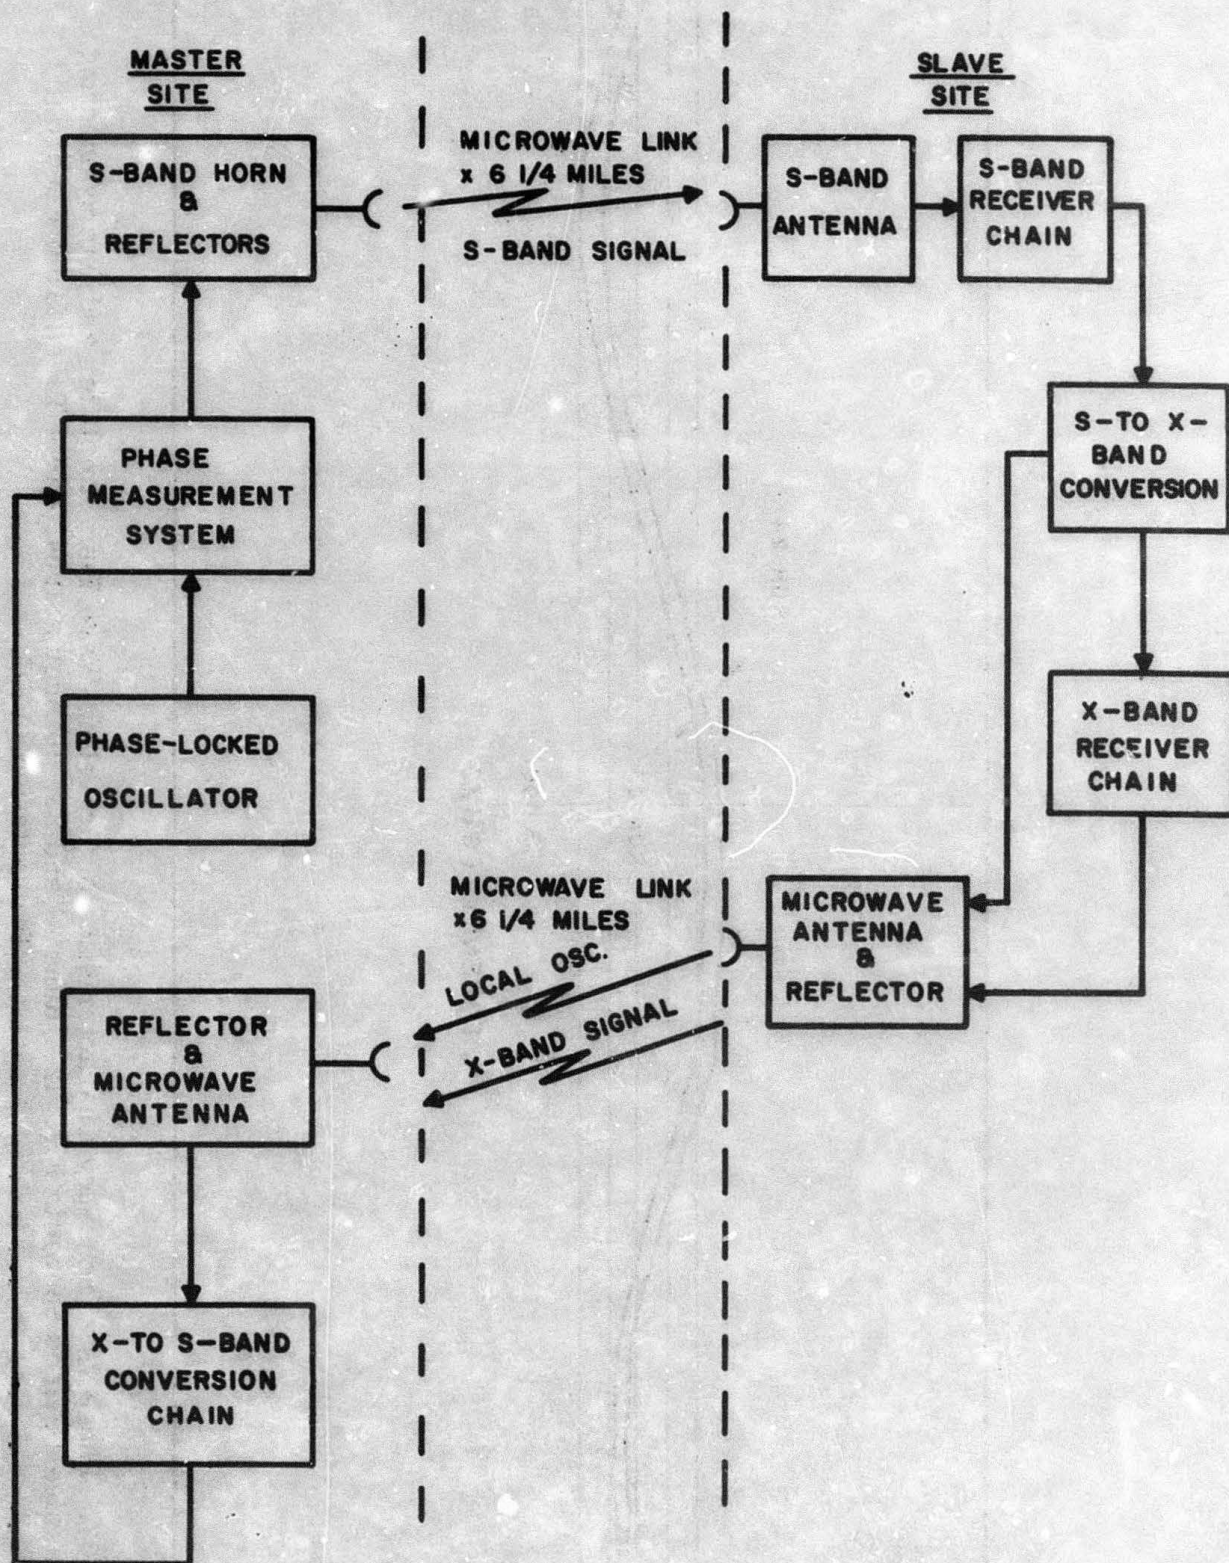 MASTER
SITE
S-BAND HORN
&
REFLECTORS
PHASE
MEASUREMENT
SYSTEM
PHASE-LOCKED
OSCILLATOR
REFLECTOR
&
MICROWAVE
ANTENNA
X-TO S-BAND
CONVERSION
CHAIN
MICROWAVE LINK
x 6 1/4 MILES
S-BAND SIGNAL
MICROWAVE LINK
x6 1/4 MILES
LOCAL OSC.
X-BAND SIGNAL
SLAVE
SITE
S-BAND
ANTENNA
S-BAND
RECEIVER
CHAIN
S-TO X-
BAND
CONVERSION
X-BAND
RECEIVER
CHAIN
MICROWAVE
ANTENNA
&
REFLECTOR